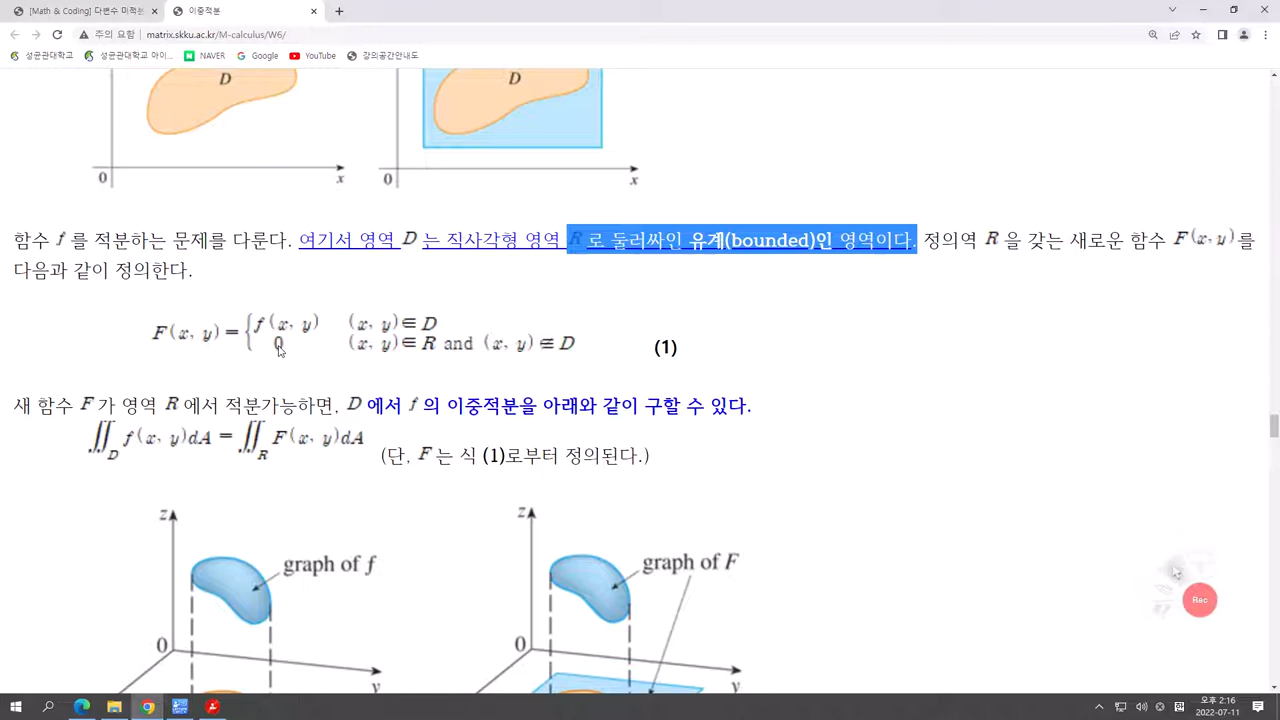 [Math & Coding] 다변수 미적분
이중적분
주의 요함
matrix.skku.ac.kr/M-calculus/W6/
성균관대학교
성균관대학교 아이...
NAVER
Google
YouTube
강의공간안내도
D
D
0
x
0
x
함수 f 를 적분하는 문제를 다룬다. 여기서 영역 D 는 직사각형 영역 R 로 둘러싸인 유계(bounded)인 영역이다. 정의역 R 을 갖는 새로운 함수 F(x, y)를
다음과 같이 정의한다.
F(x, y) = { f(x, y) (x, y)∈D
0 (x, y)∈R and (x, y)∉D (1)
새 함수 F 가 영역 R 에서 적분가능하면, D 에서 f 의 이중적분을 아래와 같이 구할 수 있다.
∬_D f(x, y)dA = ∬_R F(x, y)dA (단, F 는 식 (1)로부터 정의된다.)
z
graph of f
0
y
z
graph of F
0
y
Rec
오후 2:16
2022-07-11